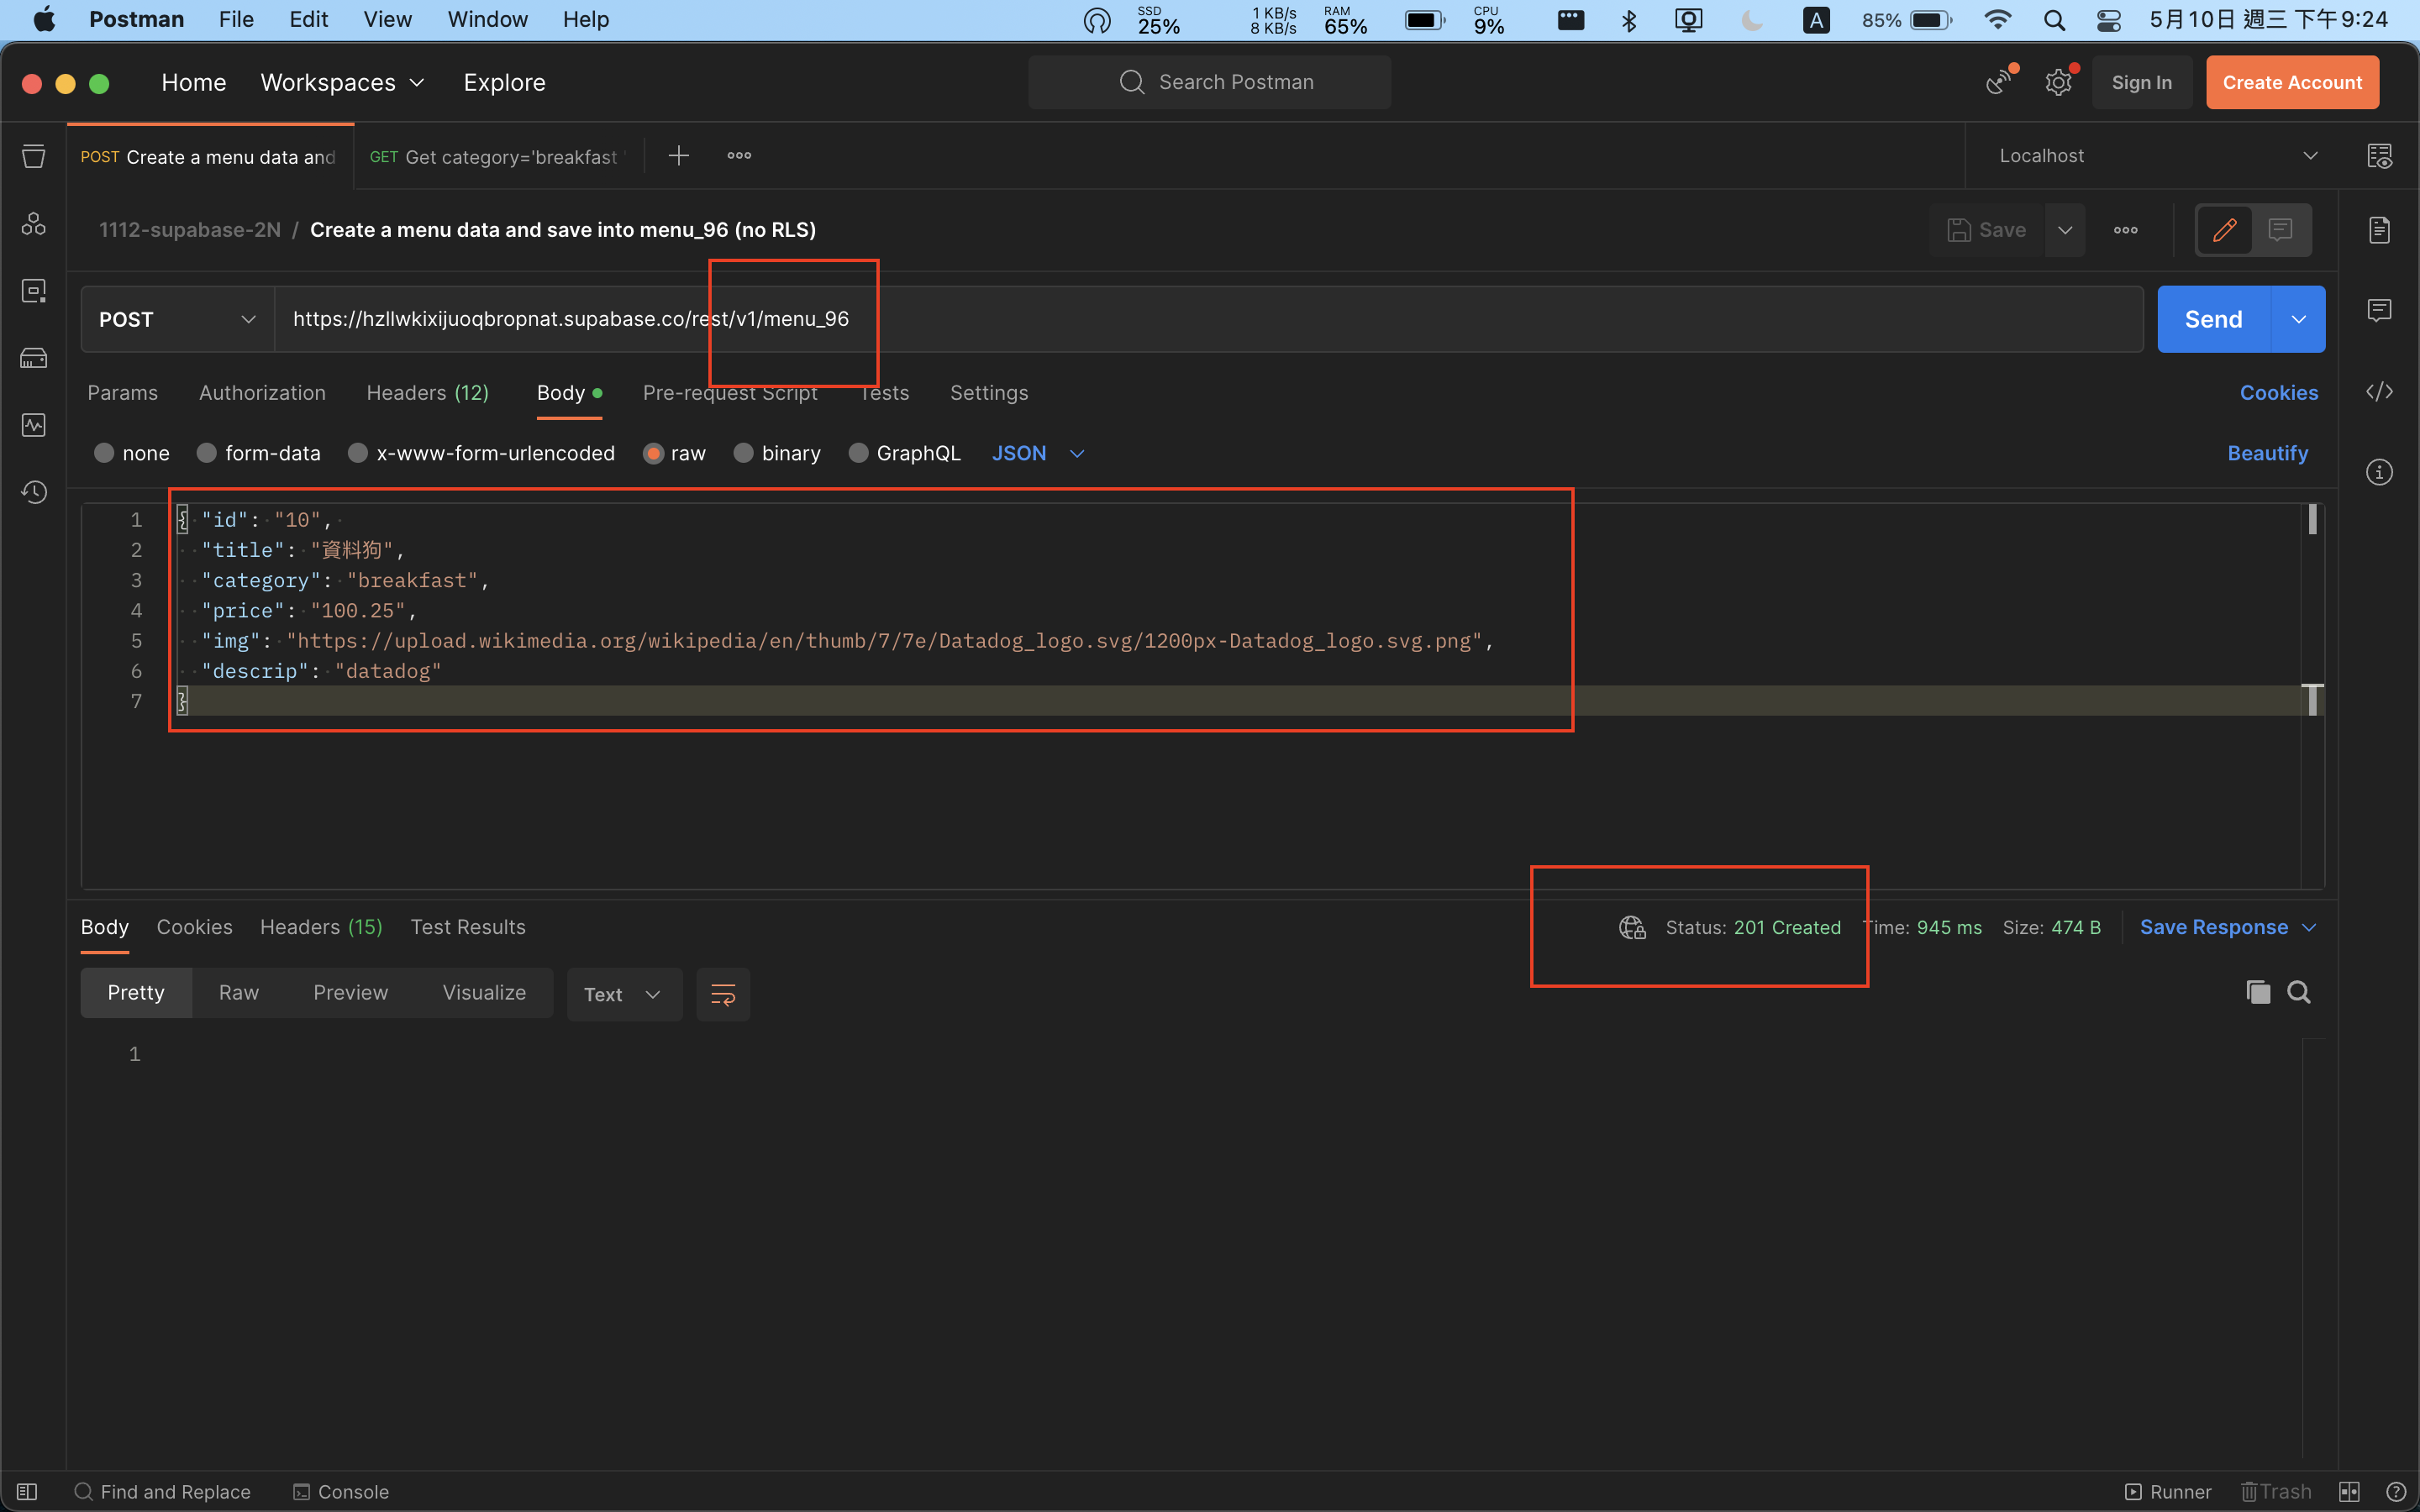 Postman File Edit View Window Help SSD 25% 1 KB/s 8 KB/s RAM 65% CPU 9% A 85% 5月10日 週三 下午9:24
Home Workspaces Explore Search Postman Sign In Create Account
POST Create a menu data and GET Get category='breakfast ' Localhost
1112-supabase-2N / Create a menu data and save into menu_96 (no RLS) Save
POST https://hzllwkixijuoqbropnat.supabase.co/rest/v1/menu_96 Send
Params Authorization Headers (12) Body Pre-request Script Tests Settings Cookies
none form-data x-www-form-urlencoded raw binary GraphQL JSON Beautify
1 { "id": "10",
2 "title": "資料狗",
3 "category": "breakfast",
4 "price": "100.25",
5 "img": "https://upload.wikimedia.org/wikipedia/en/thumb/7/7e/Datadog_logo.svg/1200px-Datadog_logo.svg.png",
6 "descrip": "datadog"
7 }
Body Cookies Headers (15) Test Results Status: 201 Created Time: 945 ms Size: 474 B Save Response
Pretty Raw Preview Visualize Text
1
Find and Replace Console Runner Trash